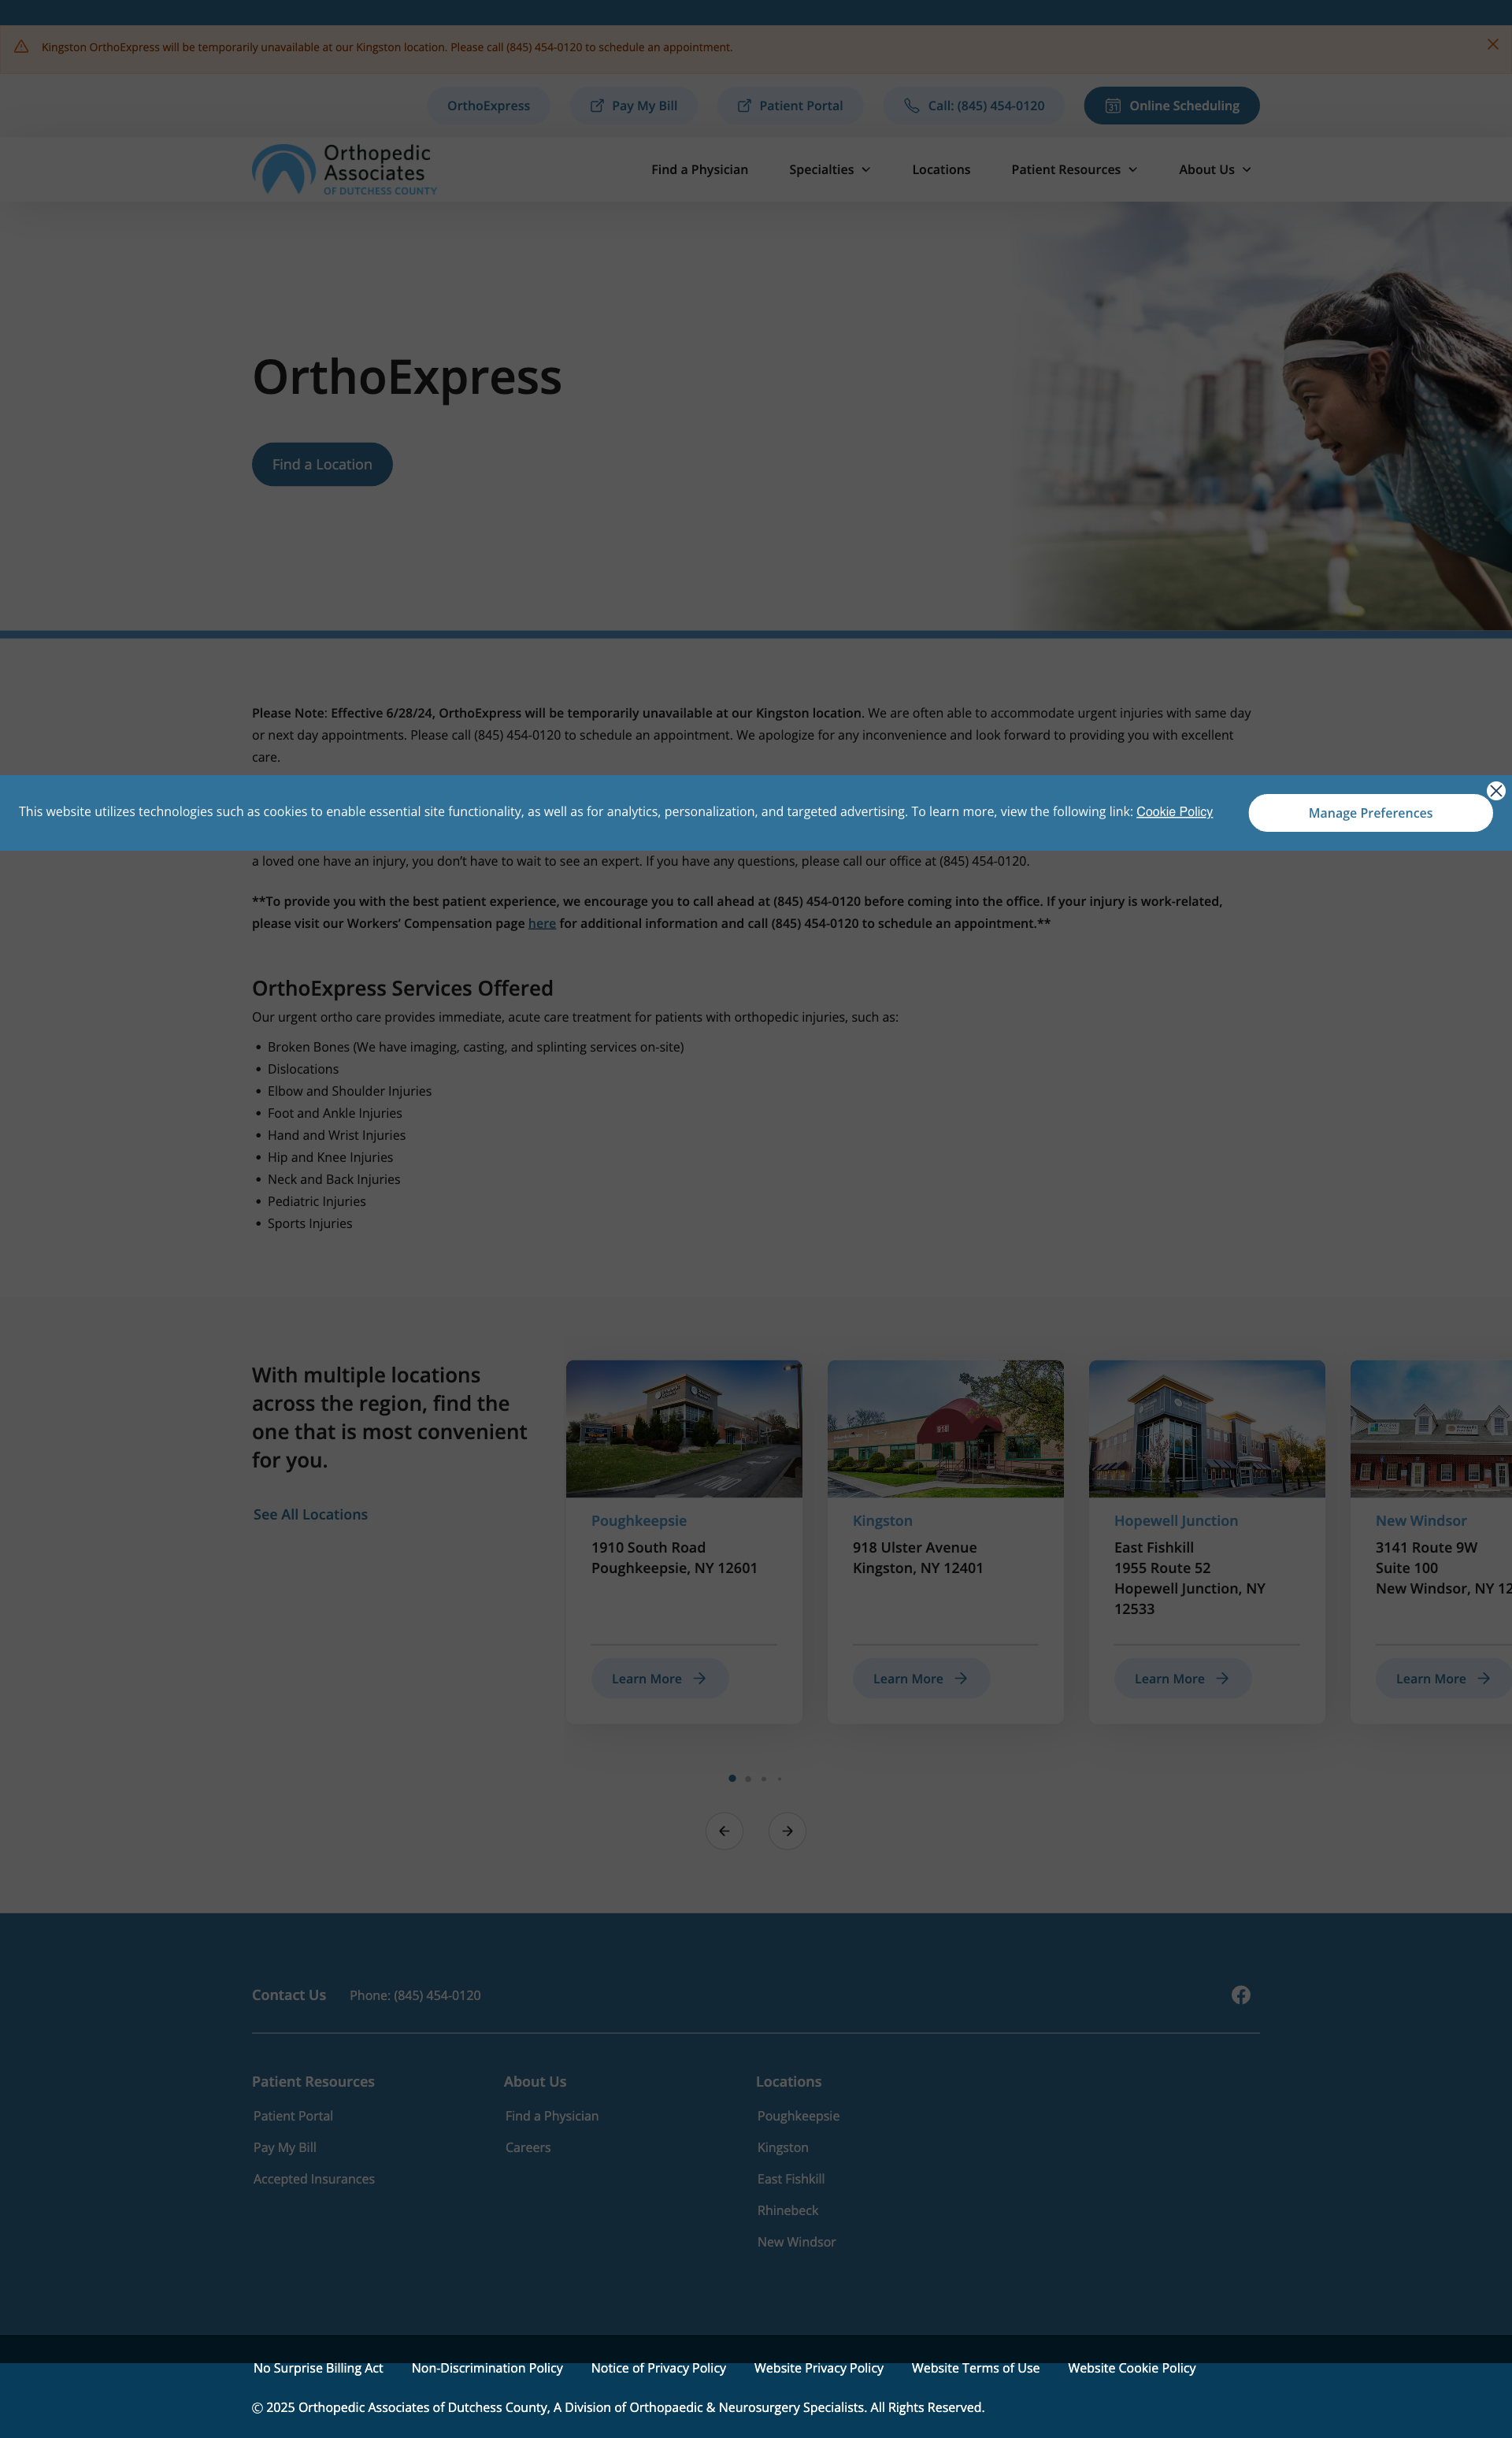 Kingston OrthoExpress will be temporarily unavailable at our Kingston location. Please call (845) 454-0120 to schedule an appointment.
OrthoExpress
Pay My Bill
Patient Portal
Call: (845) 454-0120
Online Scheduling
Orthopedic
Associates
OF DUTCHESS COUNTY
Find a Physician
Specialties
Locations
Patient Resources
About Us
OrthoExpress
Find a Location
Please Note: Effective 6/28/24, OrthoExpress will be temporarily unavailable at our Kingston location. We are often able to accommodate urgent injuries with same day
or next day appointments. Please call (845) 454-0120 to schedule an appointment. We apologize for any inconvenience and look forward to providing you with excellent
care.
This website utilizes technologies such as cookies to enable essential site functionality, as well as for analytics, personalization, and targeted advertising. To learn more, view the following link: Cookie Policy
Manage Preferences
a loved one have an injury, you don’t have to wait to see an expert. If you have any questions, please call our office at (845) 454-0120.
**To provide you with the best patient experience, we encourage you to call ahead at (845) 454-0120 before coming into the office. If your injury is work-related,
please visit our Workers’ Compensation page here for additional information and call (845) 454-0120 to schedule an appointment.**
OrthoExpress Services Offered
Our urgent ortho care provides immediate, acute care treatment for patients with orthopedic injuries, such as:
• Broken Bones (We have imaging, casting, and splinting services on-site)
• Dislocations
• Elbow and Shoulder Injuries
• Foot and Ankle Injuries
• Hand and Wrist Injuries
• Hip and Knee Injuries
• Neck and Back Injuries
• Pediatric Injuries
• Sports Injuries
With multiple locations
across the region, find the
one that is most convenient
for you.
See All Locations
Poughkeepsie
1910 South Road
Poughkeepsie, NY 12601
Learn More
Kingston
918 Ulster Avenue
Kingston, NY 12401
Learn More
Hopewell Junction
East Fishkill
1955 Route 52
Hopewell Junction, NY
12533
Learn More
New Windsor
3141 Route 9W
Suite 100
New Windsor, NY 12
Learn More
Contact Us
Phone: (845) 454-0120
Patient Resources
Patient Portal
Pay My Bill
Accepted Insurances
About Us
Find a Physician
Careers
Locations
Poughkeepsie
Kingston
East Fishkill
Rhinebeck
New Windsor
No Surprise Billing Act
Non-Discrimination Policy
Notice of Privacy Policy
Website Privacy Policy
Website Terms of Use
Website Cookie Policy
© 2025 Orthopedic Associates of Dutchess County, A Division of Orthopaedic & Neurosurgery Specialists. All Rights Reserved.